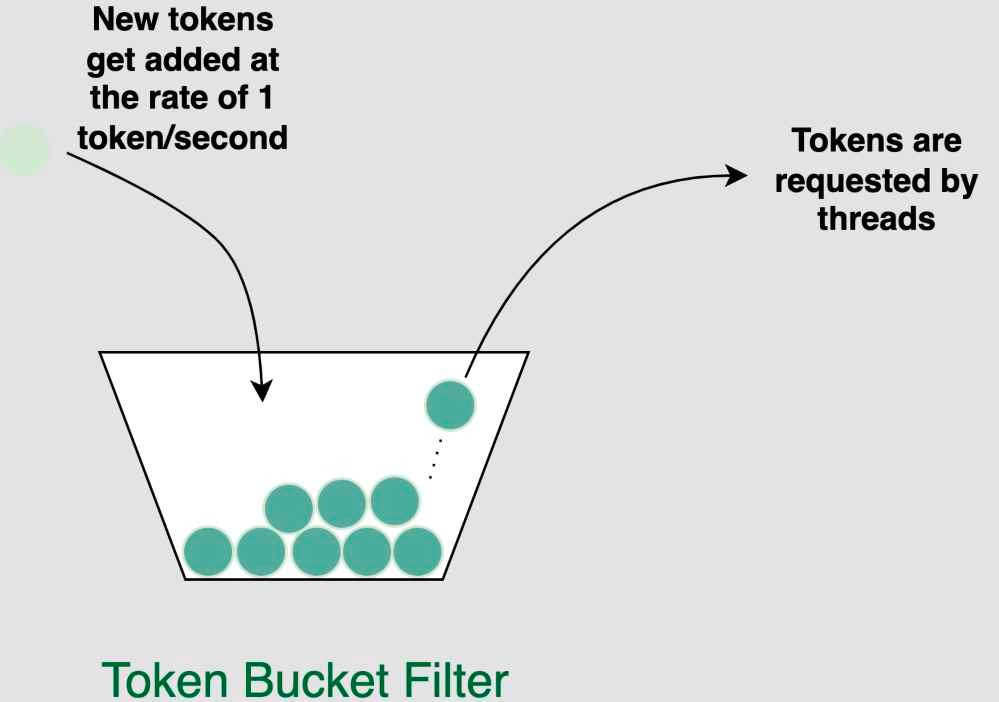 New tokens
get added at
the rate of 1
token/second
Tokens are
requested by
threads
Token Bucket Filter